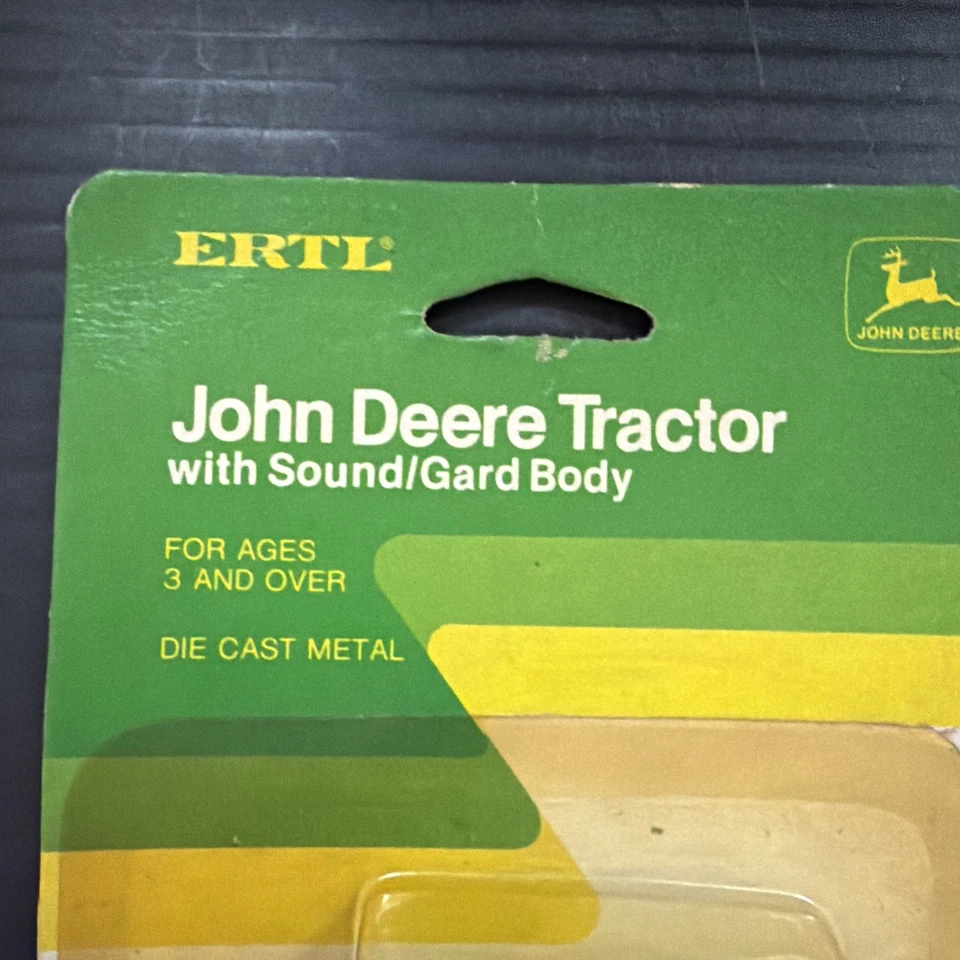 ERTL®
JOHN DEERE
John Deere Tractor
with Sound/Gard Body
FOR AGES
3 AND OVER
DIE CAST METAL